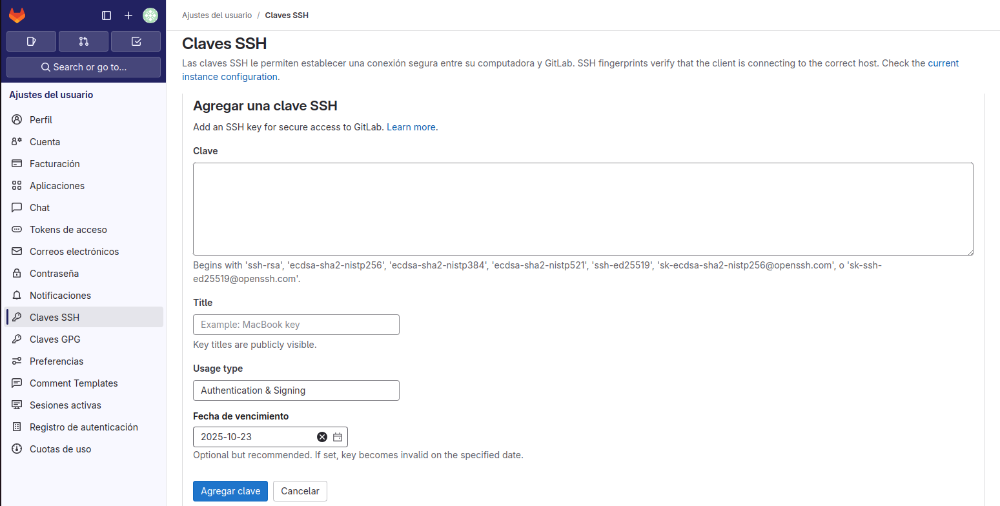 Search or go to...
Ajustes del usuario
Perfil
Cuenta
Facturación
Aplicaciones
Chat
Tokens de acceso
Correos electrónicos
Contraseña
Notificaciones
Claves SSH
Claves GPG
Preferencias
Comment Templates
Sesiones activas
Registro de autenticación
Cuotas de uso
Ajustes del usuario / Claves SSH
Claves SSH
Las claves SSH le permiten establecer una conexión segura entre su computadora y GitLab. SSH fingerprints verify that the client is connecting to the correct host. Check the current
instance configuration.
Agregar una clave SSH
Add an SSH key for secure access to GitLab. Learn more.
Clave
Begins with 'ssh-rsa', 'ecdsa-sha2-nistp256', 'ecdsa-sha2-nistp384', 'ecdsa-sha2-nistp521', 'ssh-ed25519', 'sk-ecdsa-sha2-nistp256@openssh.com', o 'sk-ssh-
ed25519@openssh.com'.
Title
Example: MacBook key
Key titles are publicly visible.
Usage type
Authentication & Signing
Fecha de vencimiento
2025-10-23
Optional but recommended. If set, key becomes invalid on the specified date.
Agregar clave
Cancelar